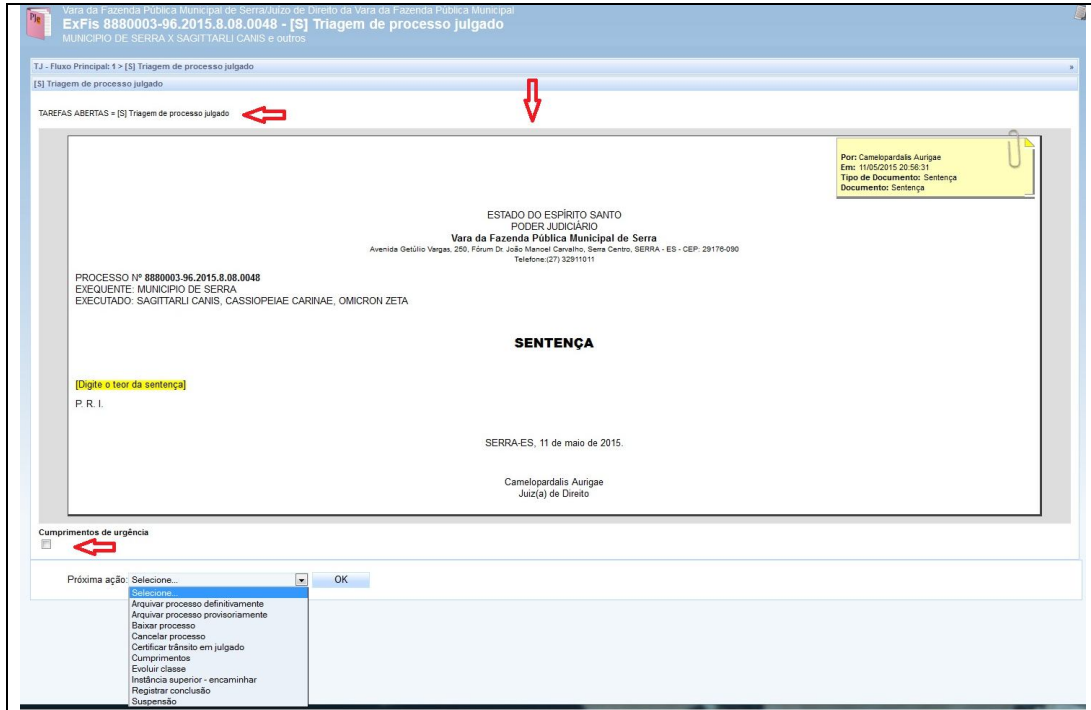 PJe
Vara da Fazenda Pública Municipal de Serra/Juízo de Direito da Vara da Fazenda Pública Municipal
ExFis 8880003-96.2015.8.08.0048 - [S] Triagem de processo julgado
MUNICIPIO DE SERRA X SAGITTARLI CANIS e outros
TJ - Fluxo Principal: 1 > [S] Triagem de processo julgado
»
[S] Triagem de processo julgado
TAREFAS ABERTAS = [S] Triagem de processo julgado
Por: Camelopardalis Aurigae
Em: 11/05/2015 20:56:31
Tipo de Documento: Sentença
Documento: Sentença
ESTADO DO ESPÍRITO SANTO
PODER JUDICIÁRIO
Vara da Fazenda Pública Municipal de Serra
Avenida Getúlio Vargas, 250, Fórum Dr. João Manoel Carvalho, Serra Centro, SERRA - ES - CEP: 29176-090
Telefone:(27) 32911011
PROCESSO Nº 8880003-96.2015.8.08.0048
EXEQUENTE: MUNICIPIO DE SERRA
EXECUTADO: SAGITTARLI CANIS, CASSIOPEIAE CARINAE, OMICRON ZETA
SENTENÇA
[Digite o teor da sentença]
P. R. I.
SERRA-ES, 11 de maio de 2015.
Camelopardalis Aurigae
Juiz(a) de Direito
Cumprimentos de urgência
Próxima ação: Selecione... OK
Selecione...
Arquivar processo definitivamente
Arquivar processo provisoriamente
Baixar processo
Cancelar processo
Certificar trânsito em julgado
Cumprimentos
Evoluir classe
Instância superior - encaminhar
Registrar conclusão
Suspensão